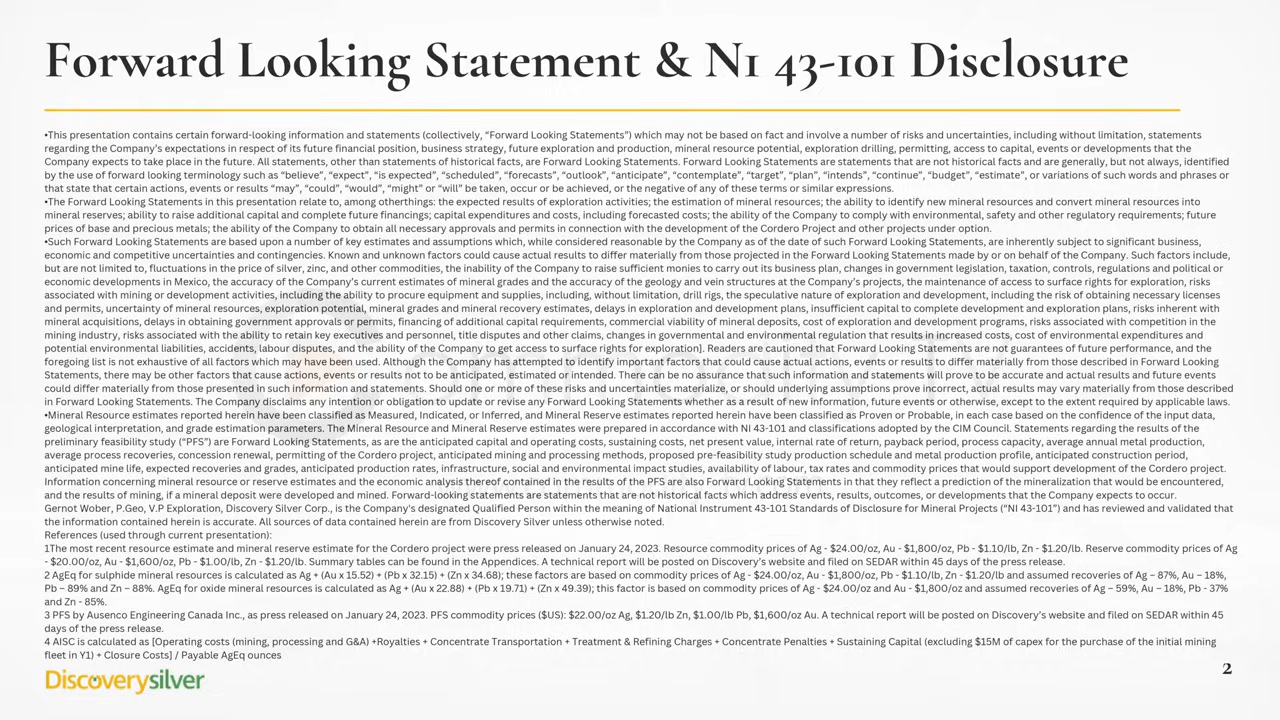 Forward Looking Statement & NI 43-101 Disclosure
•This presentation contains certain forward-looking information and statements (collectively, “Forward Looking Statements”) which may not be based on fact and involve a number of risks and uncertainties, including without limitation, statements
regarding the Company’s expectations in respect of its future financial position, business strategy, future exploration and production, mineral resource potential, exploration drilling, permitting, access to capital, events or developments that the
Company expects to take place in the future. All statements, other than statements of historical facts, are Forward Looking Statements. Forward Looking Statements are statements that are not historical facts and are generally, but not always, identified
by the use of forward looking terminology such as “believe”, “expect”, “is expected”, “scheduled”, “forecasts”, “outlook”, “anticipate”, “contemplate”, “target”, “plan”, “intends”, “continue”, “budget”, “estimate”, or variations of such words and phrases or
that state that certain actions, events or results “may”, “could”, “would”, “might” or “will” be taken, occur or be achieved, or the negative of any of these terms or similar expressions.
•The Forward Looking Statements in this presentation relate to, among otherthings: the expected results of exploration activities; the estimation of mineral resources; the ability to identify new mineral resources and convert mineral resources into
mineral reserves; ability to raise additional capital and complete future financings; capital expenditures and costs, including forecasted costs; the ability of the Company to comply with environmental, safety and other regulatory requirements; future
prices of base and precious metals; the ability of the Company to obtain all necessary approvals and permits in connection with the development of the Cordero Project and other projects under option.
•Such Forward Looking Statements are based upon a number of key estimates and assumptions which, while considered reasonable by the Company as of the date of such Forward Looking Statements, are inherently subject to significant business,
economic and competitive uncertainties and contingencies. Known and unknown factors could cause actual results to differ materially from those projected in the Forward Looking Statements made by or on behalf of the Company. Such factors include,
but are not limited to, fluctuations in the price of silver, zinc, and other commodities, the inability of the Company to raise sufficient monies to carry out its business plan, changes in government legislation, taxation, controls, regulations and political or
economic developments in Mexico, the accuracy of the Company’s current estimates of mineral grades and the accuracy of the geology and vein structures at the Company’s projects, the maintenance of access to surface rights for exploration, risks
associated with mining or development activities, including the ability to procure equipment and supplies, including, without limitation, drill rigs, the speculative nature of exploration and development, including the risk of obtaining necessary licenses
and permits, uncertainty of mineral resources, exploration potential, mineral grades and mineral recovery estimates, delays in exploration and development plans, insufficient capital to complete development and exploration plans, risks inherent with
mineral acquisitions, delays in obtaining government approvals or permits, financing of additional capital requirements, commercial viability of mineral deposits, cost of exploration and development programs, risks associated with competition in the
mining industry, risks associated with the ability to retain key executives and personnel, title disputes and other claims, changes in governmental and environmental regulation that results in increased costs, cost of environmental expenditures and
potential environmental liabilities, accidents, labour disputes, and the ability of the Company to get access to surface rights for exploration]. Readers are cautioned that Forward Looking Statements are not guarantees of future performance, and the
foregoing list is not exhaustive of all factors which may have been used. Although the Company has attempted to identify important factors that could cause actual actions, events or results to differ materially from those described in Forward Looking
Statements, there may be other factors that cause actions, events or results not to be anticipated, estimated or intended. There can be no assurance that such information and statements will prove to be accurate and actual results and future events
could differ materially from those presented in such information and statements. Should one or more of these risks and uncertainties materialize, or should underlying assumptions prove incorrect, actual results may vary materially from those described
in Forward Looking Statements. The Company disclaims any intention or obligation to update or revise any Forward Looking Statements whether as a result of new information, future events or otherwise, except to the extent required by applicable laws.
•Mineral Resource estimates reported herein have been classified as Measured, Indicated, or Inferred, and Mineral Reserve estimates reported herein have been classified as Proven or Probable, in each case based on the confidence of the input data,
geological interpretation, and grade estimation parameters. The Mineral Resource and Mineral Reserve estimates were prepared in accordance with NI 43-101 and classifications adopted by the CIM Council. Statements regarding the results of the
preliminary feasibility study (“PFS”) are Forward Looking Statements, as are the anticipated capital and operating costs, sustaining costs, net present value, internal rate of return, payback period, process capacity, average annual metal production,
average process recoveries, concession renewal, permitting of the Cordero project, anticipated mining and processing methods, proposed pre-feasibility study production schedule and metal production profile, anticipated construction period,
anticipated mine life, expected recoveries and grades, anticipated production rates, infrastructure, social and environmental impact studies, availability of labour, tax rates and commodity prices that would support development of the Cordero project.
Information concerning mineral resource or reserve estimates and the economic analysis thereof contained in the results of the PFS are also Forward Looking Statements in that they reflect a prediction of the mineralization that would be encountered,
and the results of mining, if a mineral deposit were developed and mined. Forward-looking statements are statements that are not historical facts which address events, results, outcomes, or developments that the Company expects to occur.
Gernot Wober, P.Geo, V.P Exploration, Discovery Silver Corp., is the Company’s designated Qualified Person within the meaning of National Instrument 43-101 Standards of Disclosure for Mineral Projects (“NI 43-101”) and has reviewed and validated that
the information contained herein is accurate. All sources of data contained herein are from Discovery Silver unless otherwise noted.
References (used through current presentation):
1The most recent resource estimate and mineral reserve estimate for the Cordero project were press released on January 24, 2023. Resource commodity prices of Ag - $24.00/oz, Au - $1,800/oz, Pb - $1.10/lb, Zn - $1.20/lb. Reserve commodity prices of Ag
- $20.00/oz, Au - $1,600/oz, Pb - $1.00/lb, Zn - $1.20/lb. Summary tables can be found in the Appendices. A technical report will be posted on Discovery’s website and filed on SEDAR within 45 days of the press release.
2 AgEq for sulphide mineral resources is calculated as Ag + (Au x 15.52) + (Pb x 32.15) + (Zn x 34.68); these factors are based on commodity prices of Ag - $24.00/oz, Au - $1,800/oz, Pb - $1.10/lb, Zn - $1.20/lb and assumed recoveries of Ag – 87%, Au – 18%,
Pb – 89% and Zn – 88%. AgEq for oxide mineral resources is calculated as Ag + (Au x 22.88) + (Pb x 19.71) + (Zn x 49.39); this factor is based on commodity prices of Ag - $24.00/oz and Au - $1,800/oz and assumed recoveries of Ag – 59%, Au – 18%, Pb - 37%
and Zn - 85%.
3 PFS by Ausenco Engineering Canada Inc., as press released on January 24, 2023. PFS commodity prices ($US): $22.00/oz Ag, $1.20/lb Zn, $1.00/lb Pb, $1,600/oz Au. A technical report will be posted on Discovery’s website and filed on SEDAR within 45
days of the press release.
4 AISC is calculated as [Operating costs (mining, processing and G&A) +Royalties + Concentrate Transportation + Treatment & Refining Charges + Concentrate Penalties + Sustaining Capital (excluding $15M of capex for the purchase of the initial mining
fleet in Y1) + Closure Costs] / Payable AgEq ounces
Discoverysilver
2